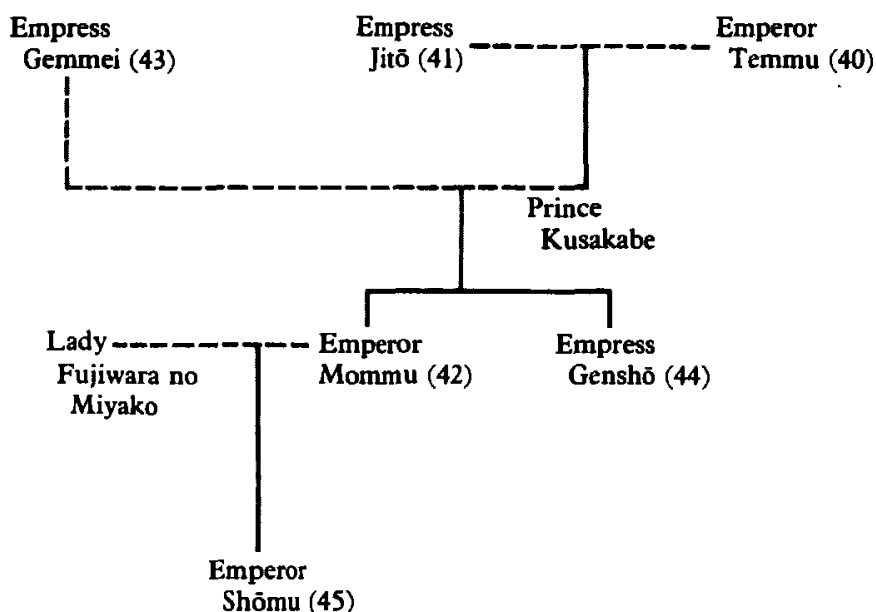 Empress
Gemmei (43)
Empress
Jitō (41)
Emperor
Temmu (40)
Prince
Kusakabe
Lady
Fujiwara no
Miyako
Emperor
Mommu (42)
Empress
Genshō (44)
Emperor
Shōmu (45)